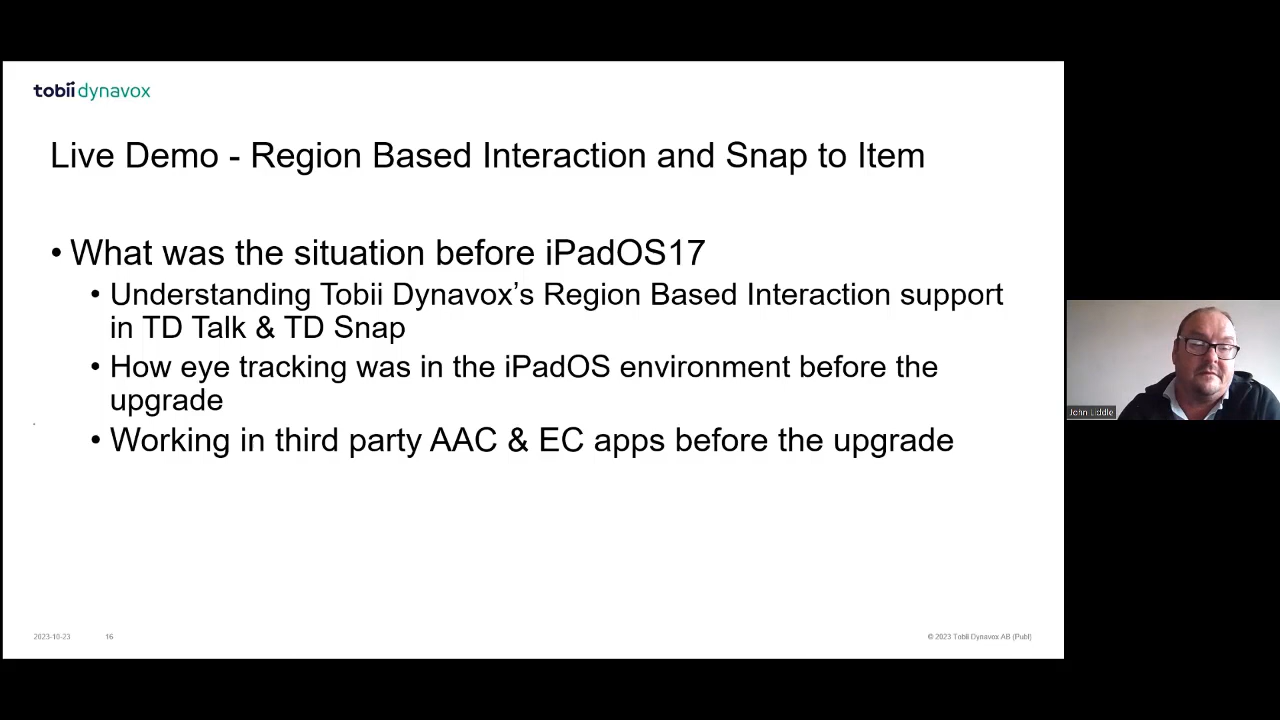 tobii dynavox
Live Demo - Region Based Interaction and Snap to Item
• What was the situation before iPadOS17
• Understanding Tobii Dynavox’s Region Based Interaction support
in TD Talk & TD Snap
• How eye tracking was in the iPadOS environment before the
upgrade
• Working in third party AAC & EC apps before the upgrade
John Liddle
2023-10-23
16
© 2023 Tobii Dynavox AB (Publ)